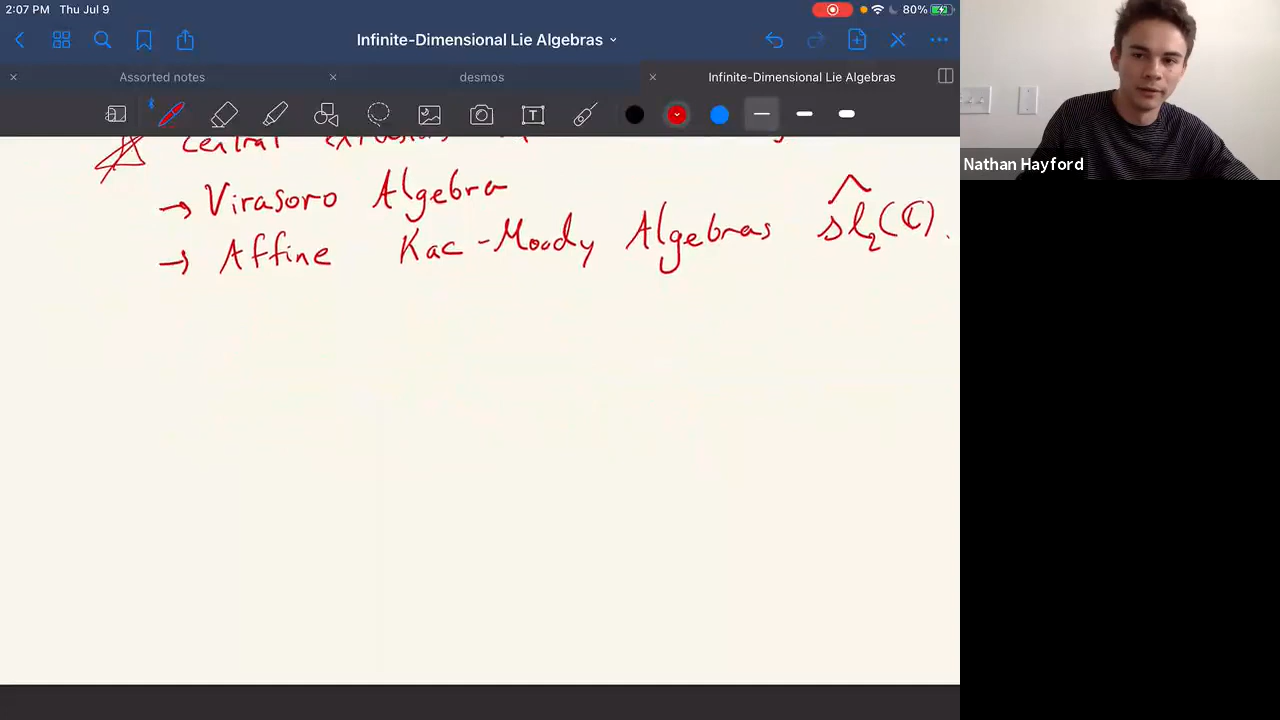 2:07 PM Thu Jul 9
80%
Infinite-Dimensional Lie Algebras
Assorted notes
desmos
Infinite-Dimensional Lie Algebras
T
Central
→ Virasoro Algebra
→ Affine Kac-Moody Algebras ŝl₂(ℂ).
Nathan Hayford